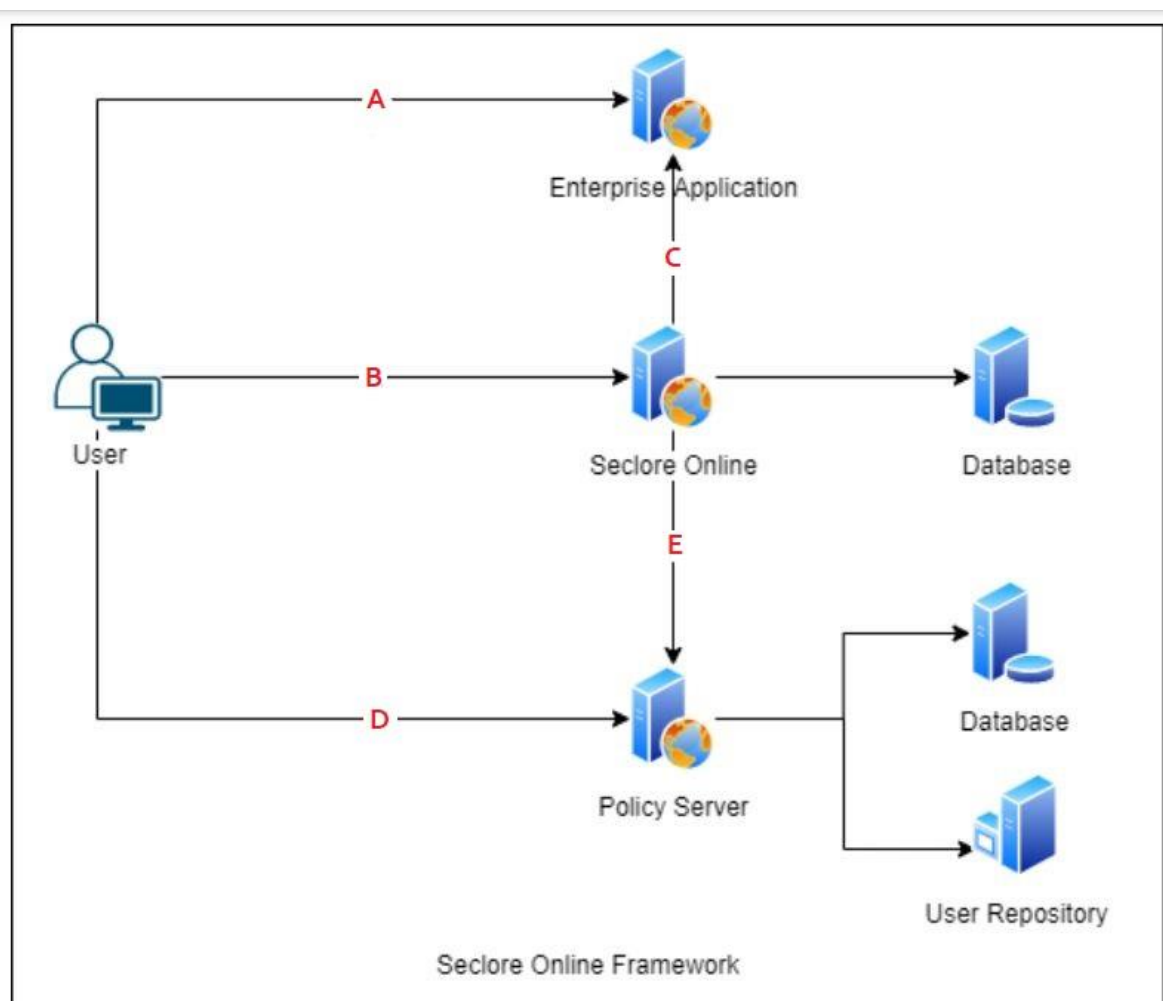 A
Enterprise Application
C
B
User
Seclore Online
Database
E
D
Database
Policy Server
User Repository
Seclore Online Framework